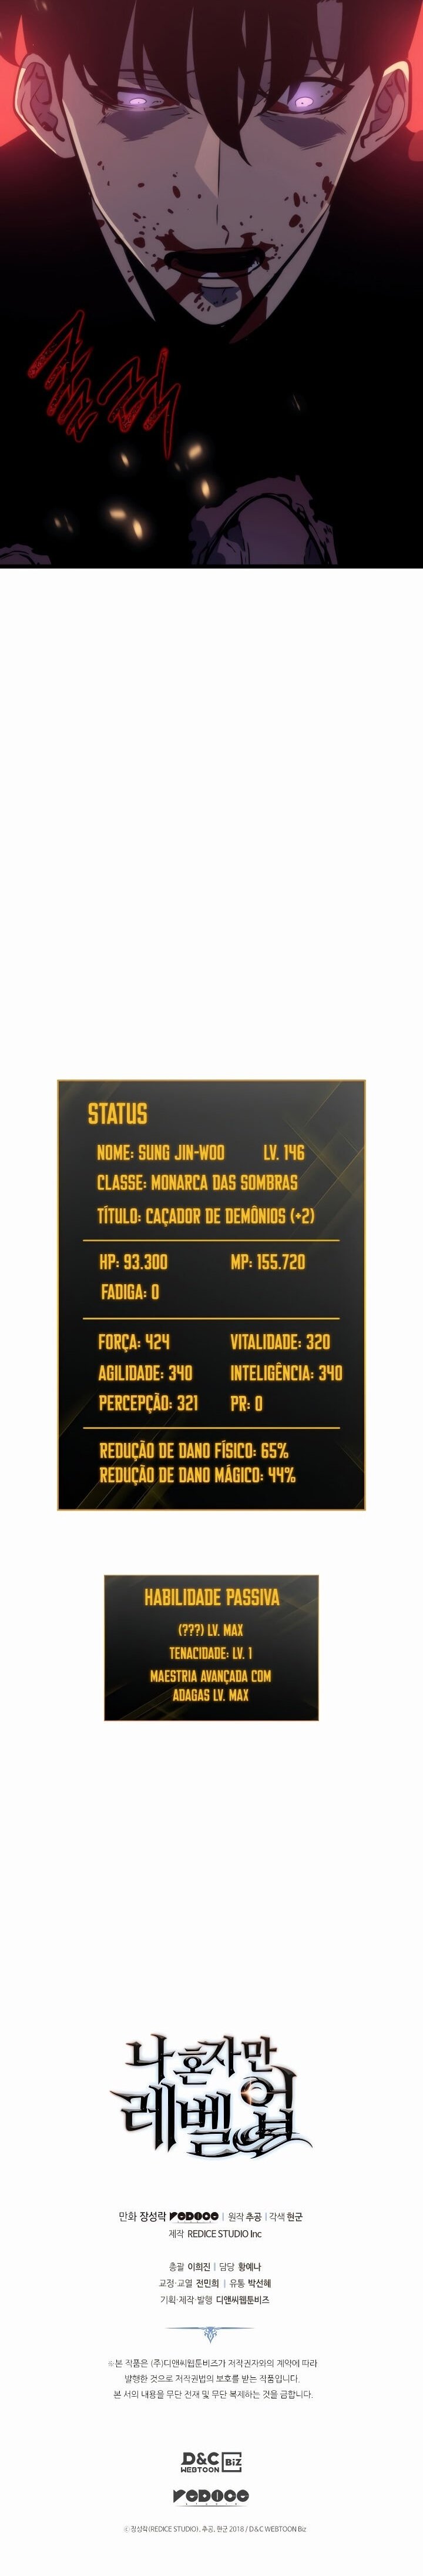 주륵
STATUS
NOME: SUNG JIN-WOO LV. 146
CLASSE: MONARCA DAS SOMBRAS
TÍTULO: CAÇADOR DE DEMÔNIOS (+2)
HP: 93.300 MP: 155.720
FADIGA: 0
FORÇA: 424 VITALIDADE: 320
AGILIDADE: 340 INTELIGÊNCIA: 340
PERCEPÇÃO: 321 PR: 0
REDUÇÃO DE DANO FÍSICO: 65%
REDUÇÃO DE DANO MÁGICO: 44%
HABILIDADE PASSIVA
(???) LV. MAX
TENACIDADE: LV. 1
MAESTRIA AVANÇADA COM
ADAGAS LV. MAX
나 혼자만
레벨업
만화 장성락 REDICE | 원작 추공 | 각색 현군
제작 REDICE STUDIO Inc
총괄 이희진 | 담당 황예나
교정·교열 전민희 | 유통 박선혜
기획·제작·발행 디앤씨웹툰비즈
※본 작품은 (주)디앤씨웹툰비즈가 저작권자와의 계약에 따라
발행한 것으로 저작권법의 보호를 받는 작품입니다.
본 서의 내용을 무단 전재 및 무단 복제하는 것을 금합니다.
D&C
WEBTOON BiZ
REDICE
ⓒ 장성락(REDICE STUDIO), 추공, 현군 2018 / D&C WEBTOON Biz